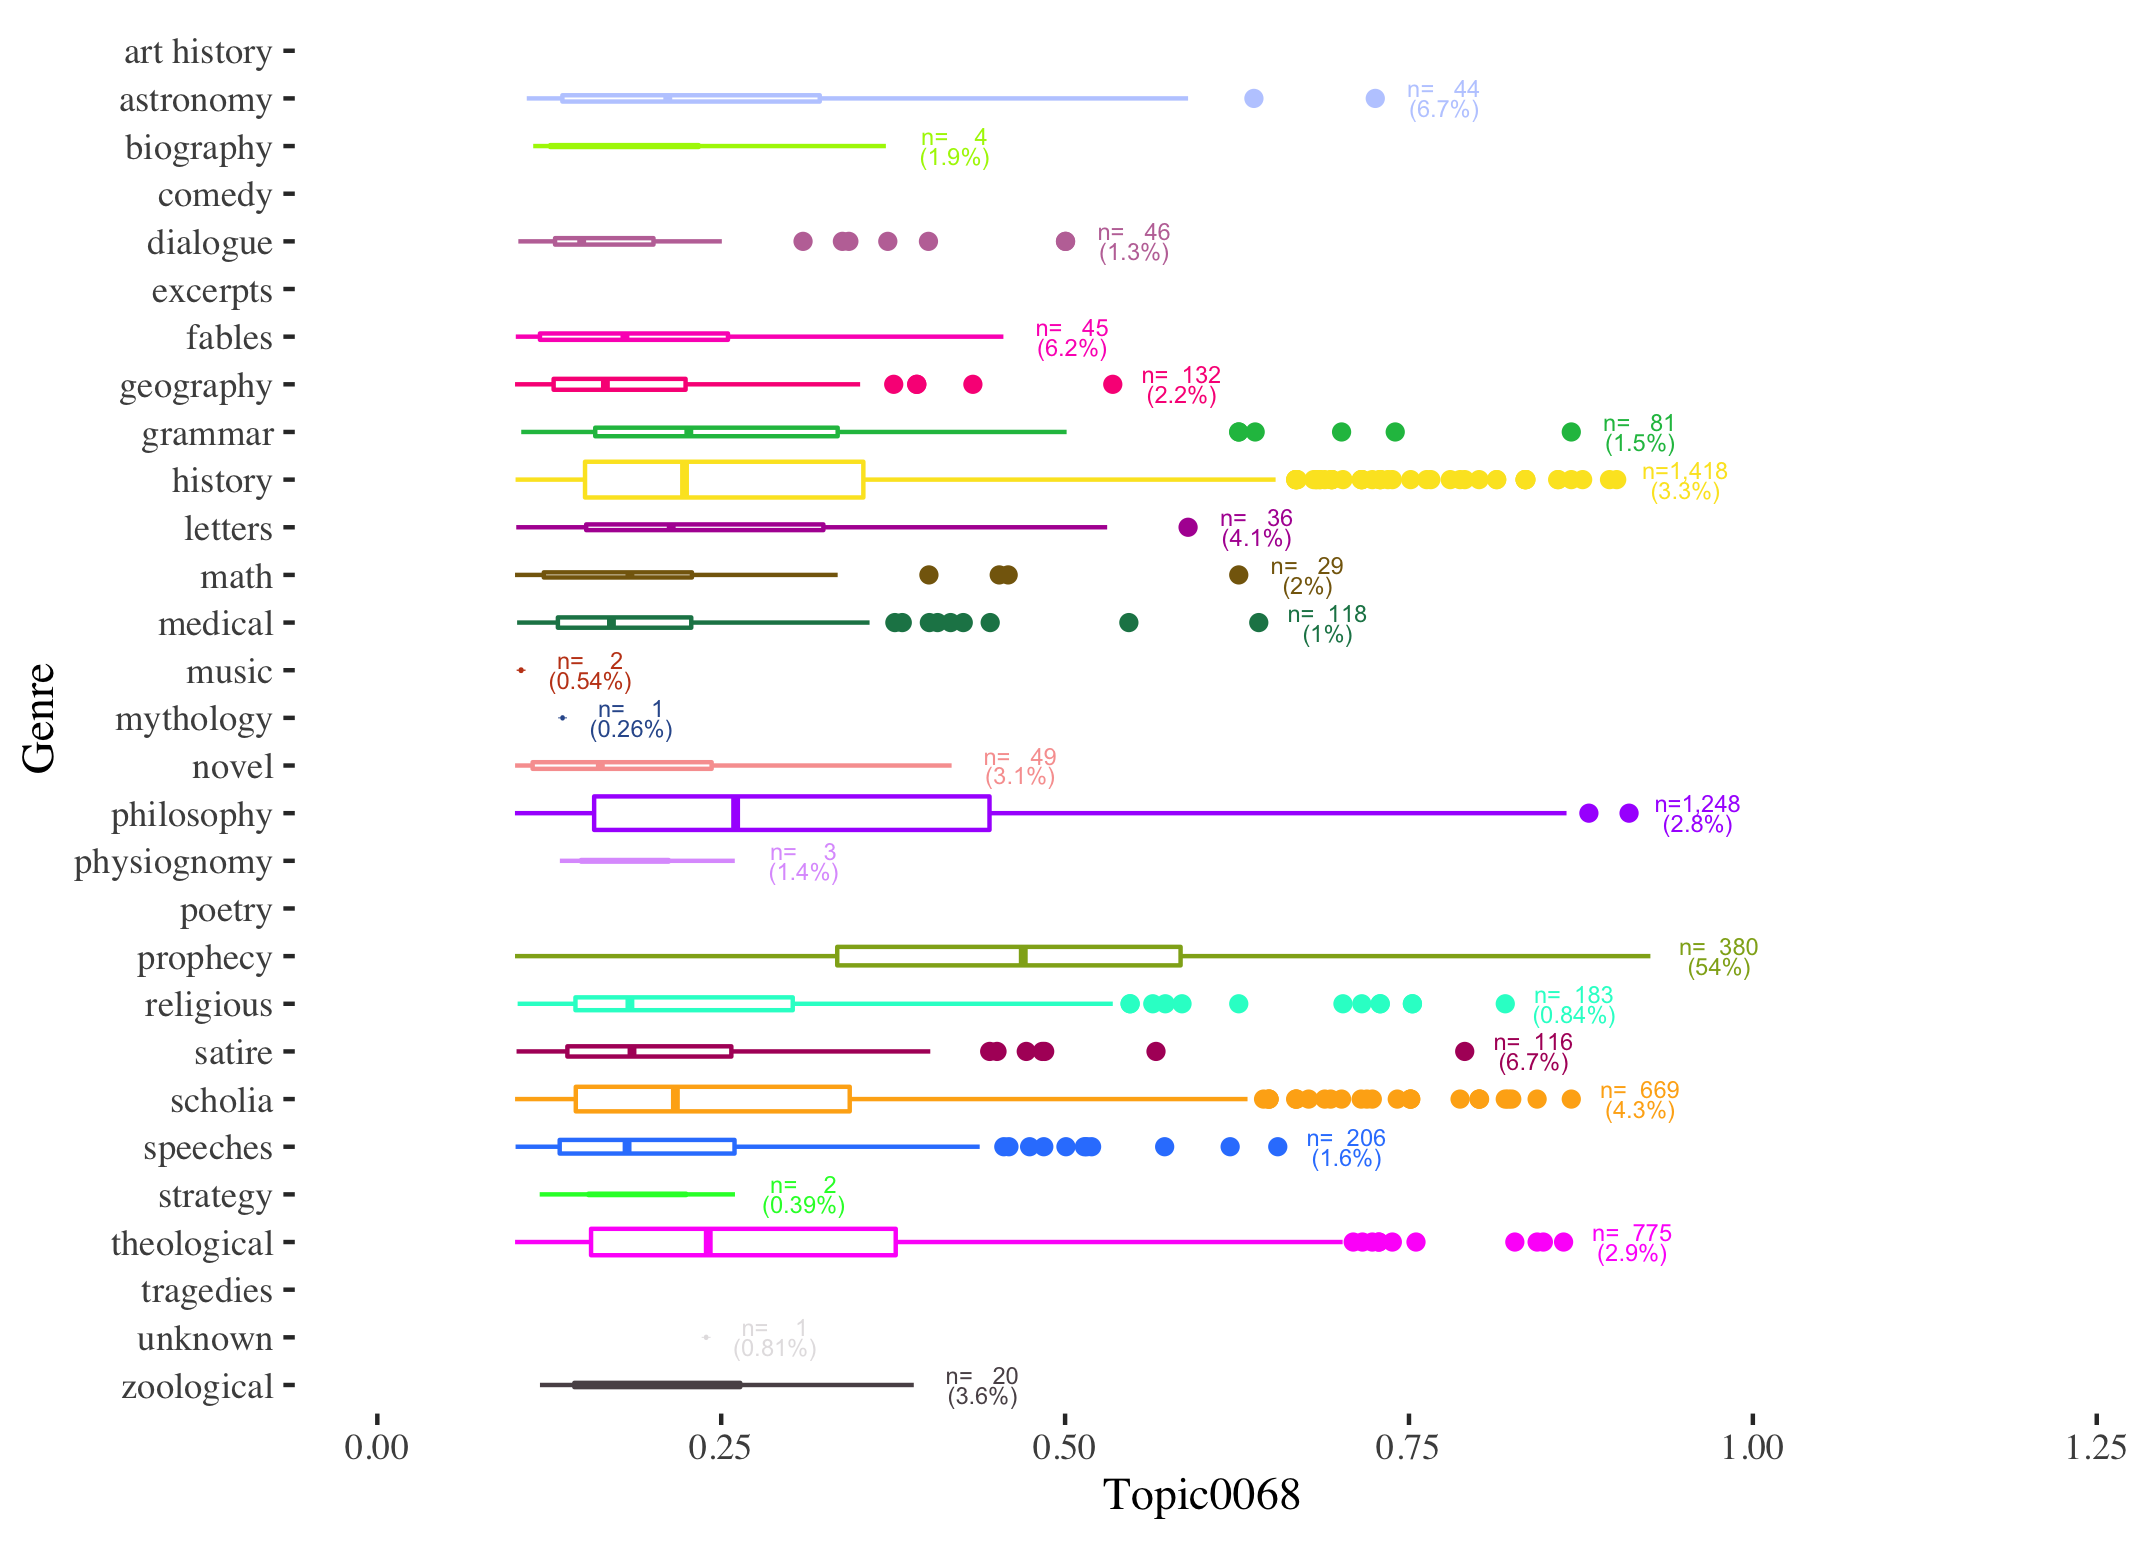 art history
astronomy
n= 44
(6.7%)
biography
n= 4
(1.9%)
comedy
dialogue
n= 46
(1.3%)
excerpts
fables
n= 45
(6.2%)
geography
n= 132
(2.2%)
grammar
n= 81
(1.5%)
history
n=1,418
(3.3%)
letters
n= 36
(4.1%)
math
n= 29
(2%)
medical
n= 118
(1%)
music
n= 2
(0.54%)
mythology
n= 1
(0.26%)
novel
n= 49
(3.1%)
philosophy
n=1,248
(2.8%)
physiognomy
n= 3
(1.4%)
poetry
prophecy
n= 380
(54%)
religious
n= 183
(0.84%)
satire
n= 116
(6.7%)
scholia
n= 669
(4.3%)
speeches
n= 206
(1.6%)
strategy
n= 2
(0.39%)
theological
n= 775
(2.9%)
tragedies
unknown
n= 1
(0.81%)
zoological
n= 20
(3.6%)
Genre
0.00 0.25 0.50 0.75 1.00 1.25
Topic0068